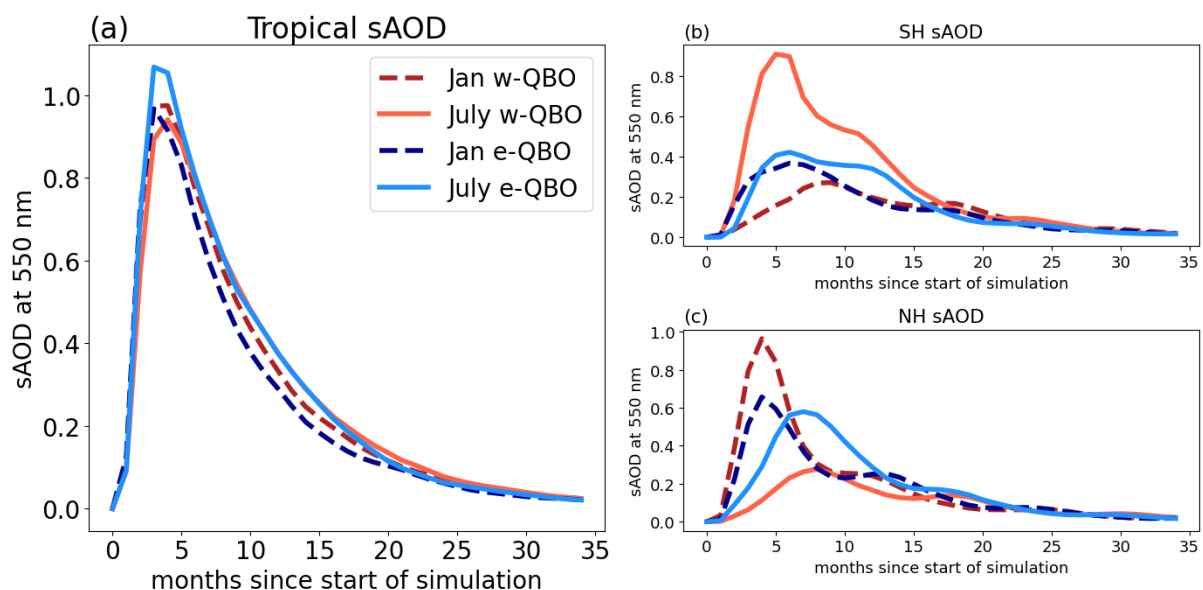 (a) Tropical sAOD
Jan w-QBO
July w-QBO
Jan e-QBO
July e-QBO
sAOD at 550 nm
1.0
0.8
0.6
0.4
0.2
0.0
0 5 10 15 20 25 30 35
months since start of simulation
(b) SH sAOD
sAOD at 550 nm
0.8
0.6
0.4
0.2
0.0
0 5 10 15 20 25 30 35
months since start of simulation
(c) NH sAOD
sAOD at 550 nm
1.0
0.8
0.6
0.4
0.2
0.0
0 5 10 15 20 25 30 35
months since start of simulation